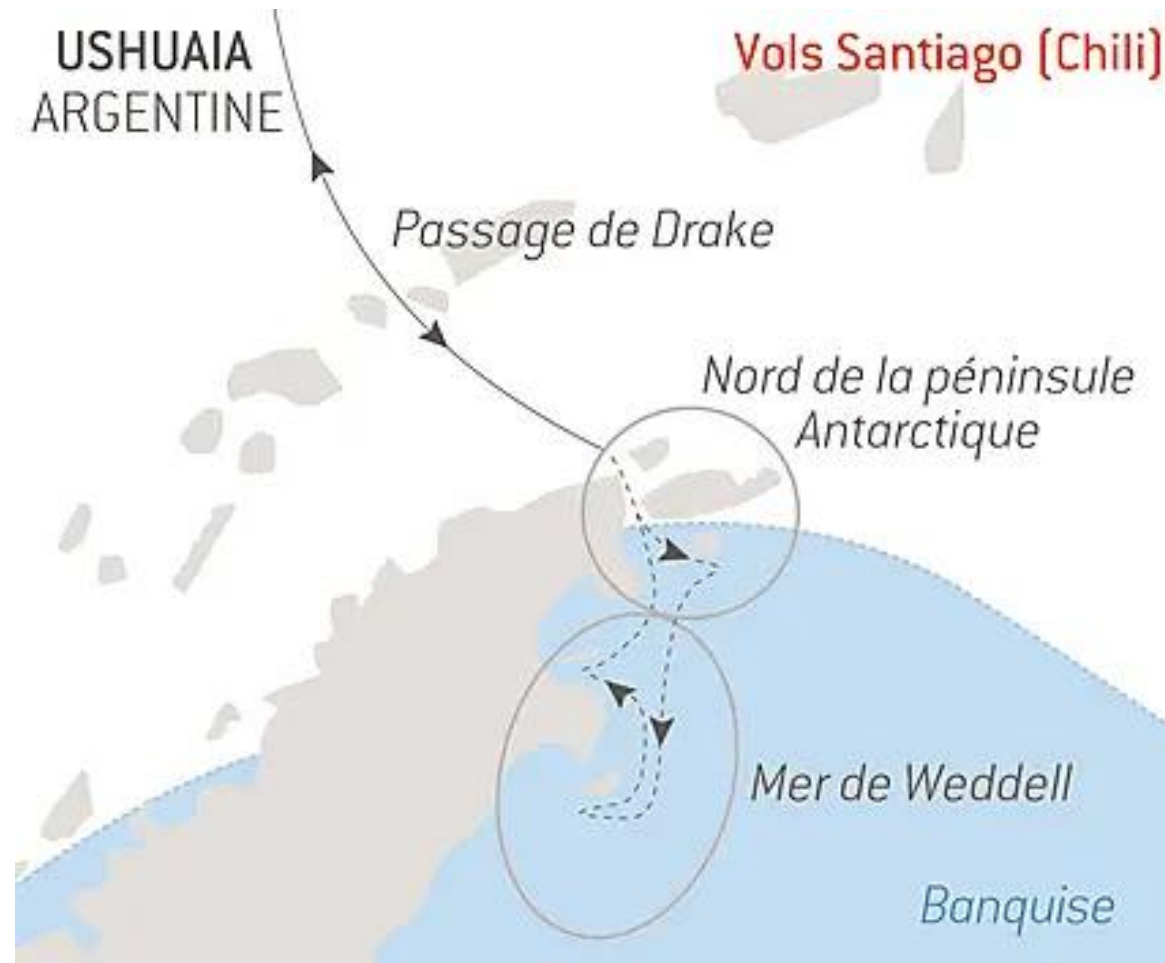 USHUAIA
ARGENTINE
Vols Santiago (Chili)
Passage de Drake
Nord de la péninsule
Antarctique
Mer de Weddell
Banquise